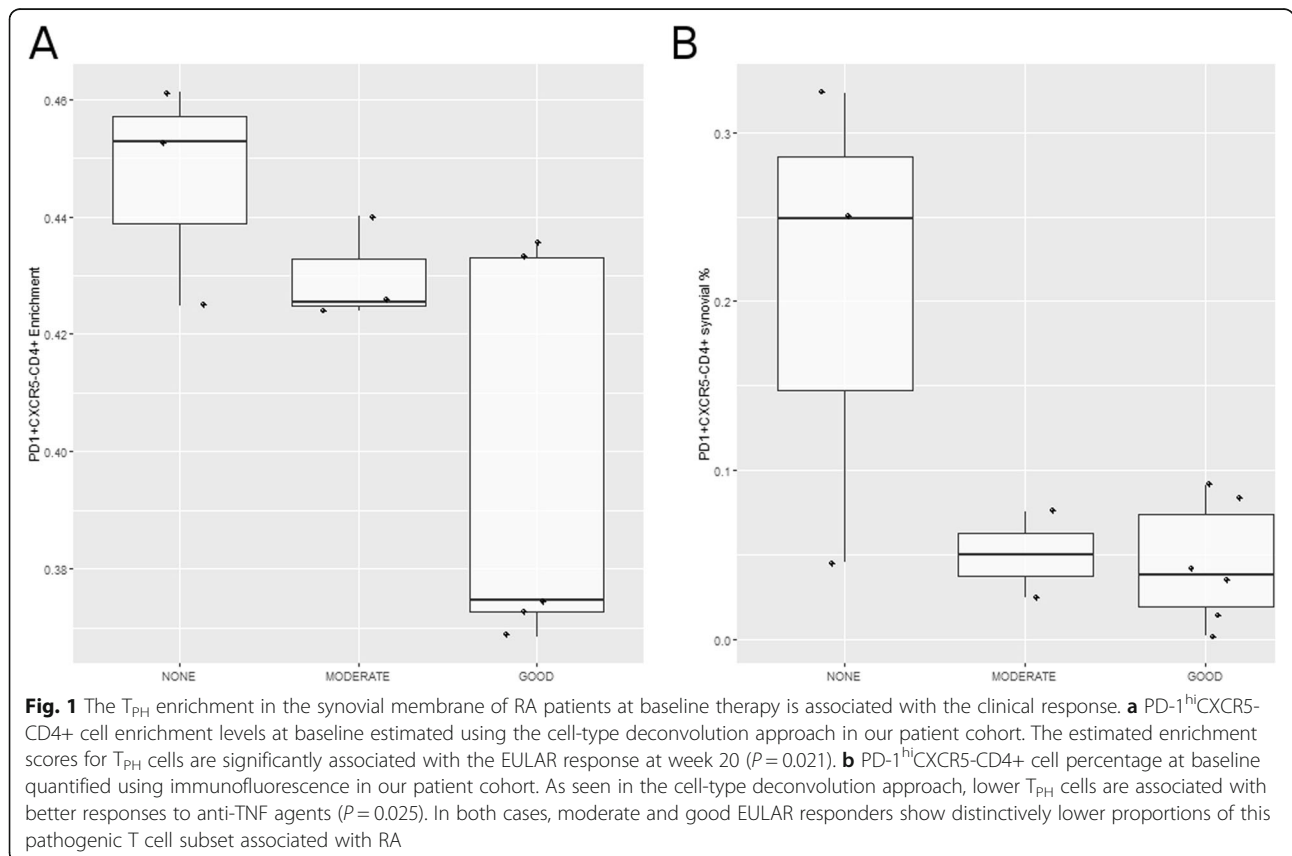 A
B
PD1+CXCR5-CD4+ Enrichment
0.46
0.44
0.42
0.40
0.38
NONE MODERATE GOOD
PD1+CXCR5-CD4+ synovial %
0.3
0.2
0.1
0.0
NONE MODERATE GOOD
Fig. 1 The TPH enrichment in the synovial membrane of RA patients at baseline therapy is associated with the clinical response. a PD-1hiCXCR5-
CD4+ cell enrichment levels at baseline estimated using the cell-type deconvolution approach in our patient cohort. The estimated enrichment
scores for TPH cells are significantly associated with the EULAR response at week 20 (P = 0.021). b PD-1hiCXCR5-CD4+ cell percentage at baseline
quantified using immunofluorescence in our patient cohort. As seen in the cell-type deconvolution approach, lower TPH cells are associated with
better responses to anti-TNF agents (P = 0.025). In both cases, moderate and good EULAR responders show distinctively lower proportions of this
pathogenic T cell subset associated with RA